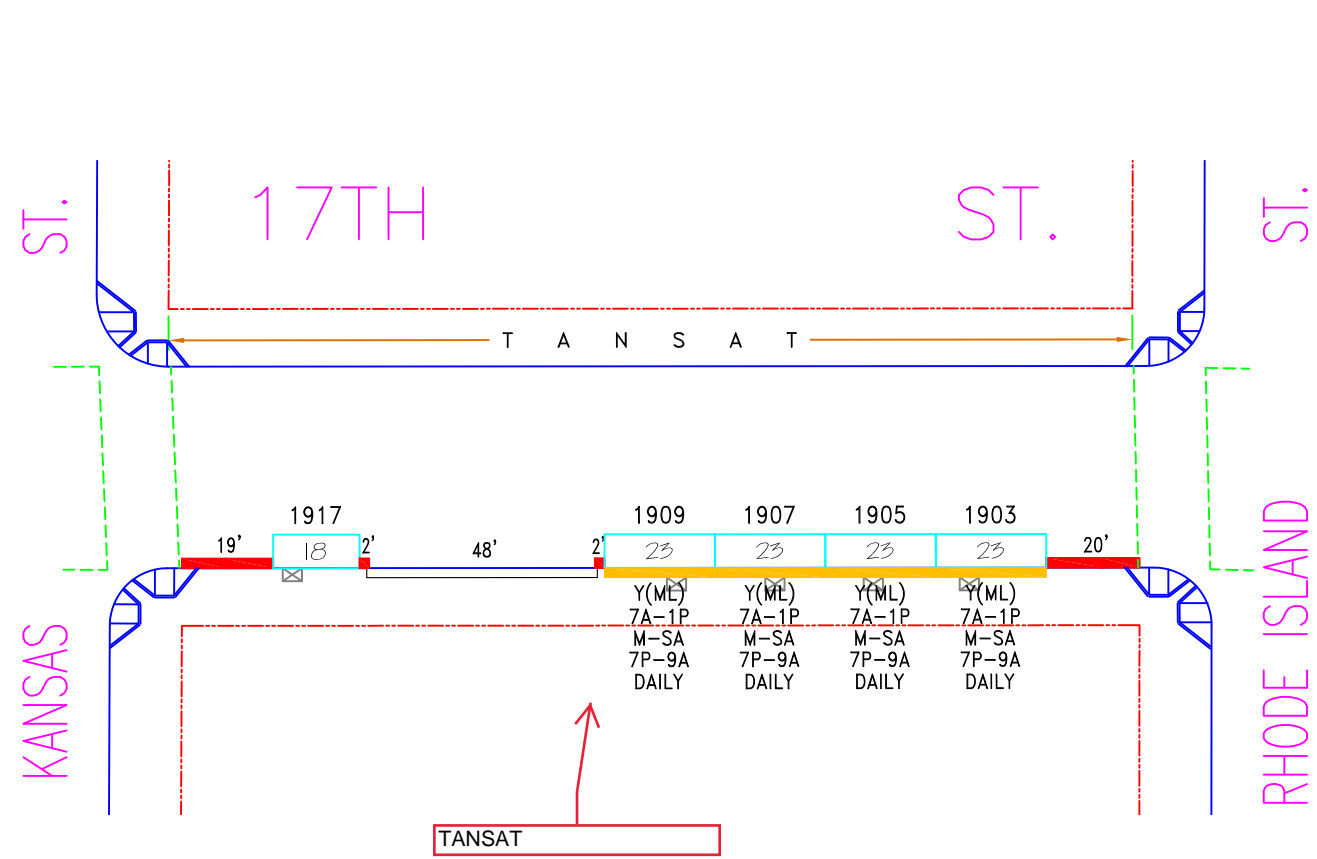 17TH ST.
ST.
ST.
T A N S A T
1917
1909
1907
1905
1903
19'
18
2'
48'
2'
23
23
23
23
20'
Y(ML)
7A-1P
M-SA
7P-9A
DAILY
Y(ML)
7A-1P
M-SA
7P-9A
DAILY
Y(ML)
7A-1P
M-SA
7P-9A
DAILY
Y(ML)
7A-1P
M-SA
7P-9A
DAILY
KANSAS
RHODE ISLAND
TANSAT